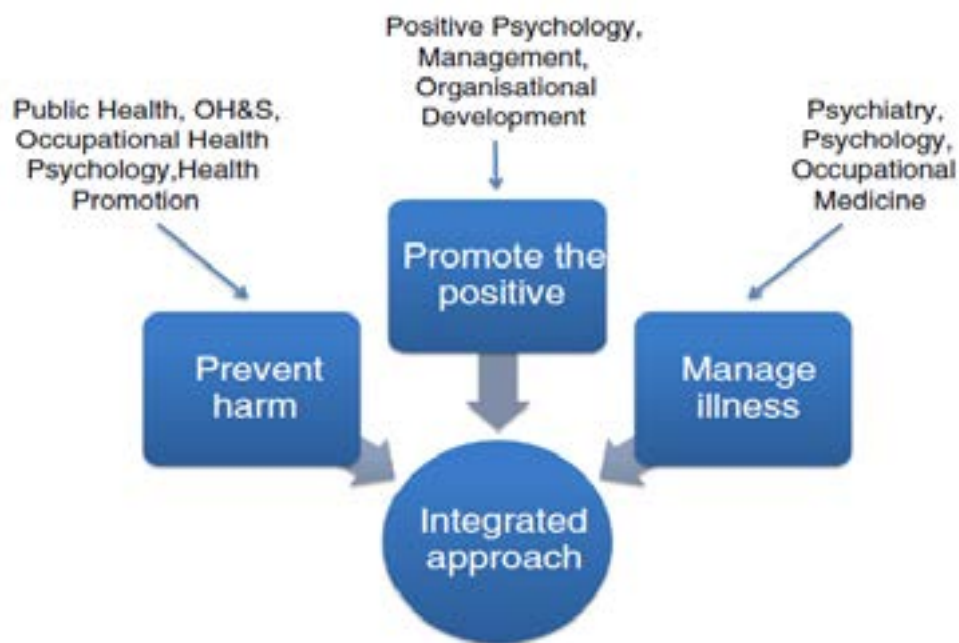 Positive Psychology,
Management,
Organisational
Development
Public Health, OH&S,
Occupational Health
Psychology,Health
Promotion
Psychiatry,
Psychology,
Occupational
Medicine
Promote the
positive
Prevent
harm
Manage
illness
Integrated
approach